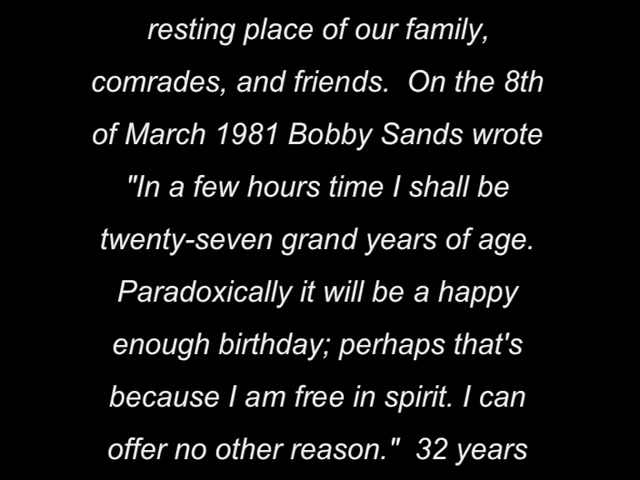 resting place of our family,
comrades, and friends.  On the 8th
of March 1981 Bobby Sands wrote
"In a few hours time I shall be
twenty-seven grand years of age.
Paradoxically it will be a happy
enough birthday; perhaps that's
because I am free in spirit. I can
offer no other reason."  32 years